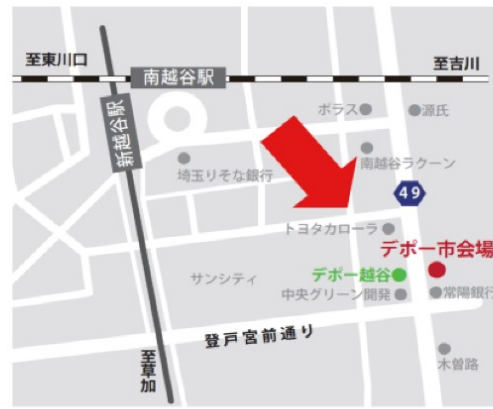 至東川口
至吉川
南越谷駅
新越谷駅
ポラス
源氏
埼玉りそな銀行
南越谷ラクーン
49
トヨタカローラ
デポー市会場
デポー越谷
サンシティ
中央グリーン開発
常陽銀行
登戸宮前通り
至草加
木曽路